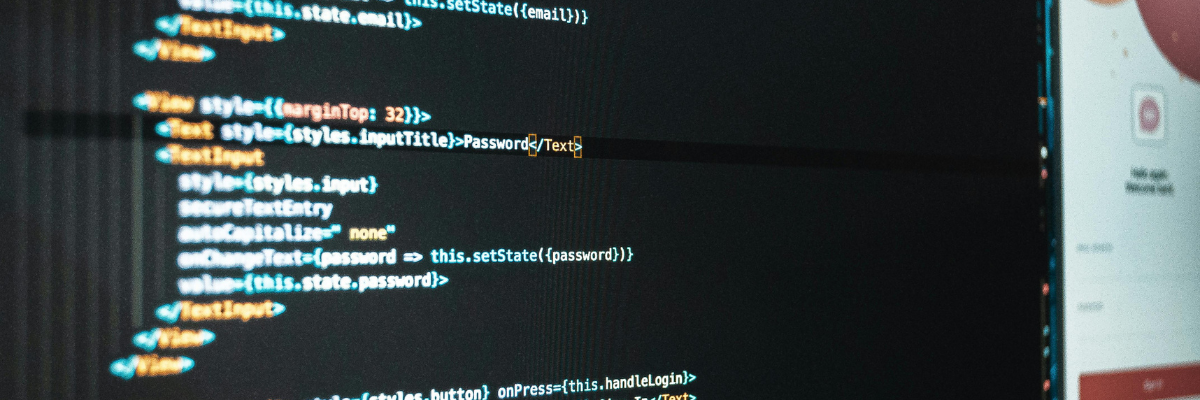 value={this.state.email}>
this.setState({email})}
</TextInput>
</View>
<View style={{marginTop: 32}}>
<Text style={styles.inputTitle}>Password</Text>
<TextInput
style={styles.input}
secureTextEntry
autoCapitalize=" none"
onChangeText={password => this.setState({password})}
value={this.state.password}>
</TextInput>
</View>
</View>
style={styles.button} onPress={this.handleLogin}>
In</Text>